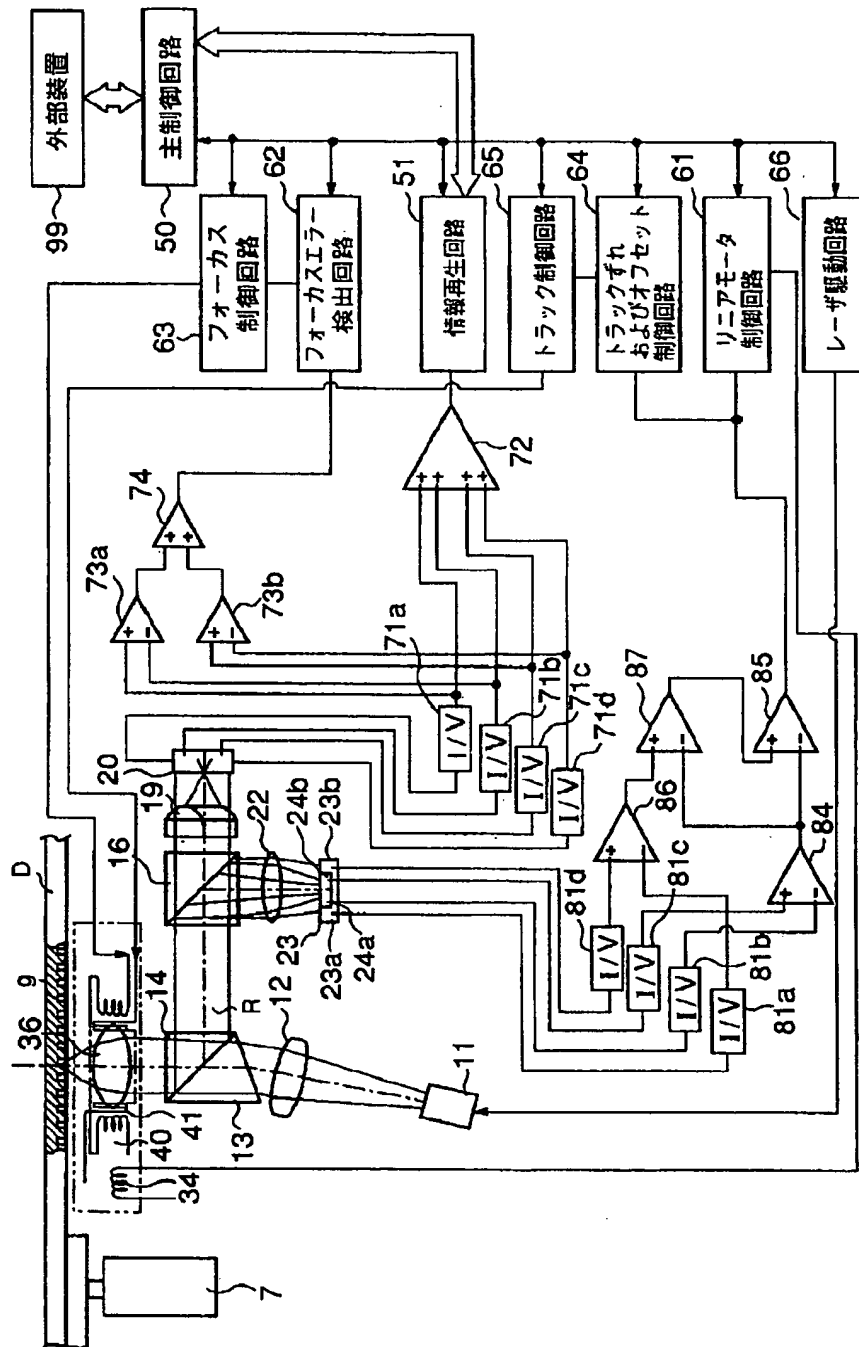 外部装置
99
主制御回路
50
フォーカス
制御回路
63
フォーカスエラー
検出回路
62
情報再生回路
51
トラック制御回路
65
トラックずれ
およびオフセット
制御回路
64
リニアモータ
制御回路
61
レーザ駆動回路
66
74
73a
+
-
73b
+
-
+
+
72
+
+
+
+
71a
I/V
71b
I/V
71c
I/V
71d
I/V
87
+
-
85
+
-
86
+
-
84
+
-
81d
I/V
81c
I/V
81b
I/V
81a
I/V
20
19
16
22
24b
23b
23
23a
24a
D
9
36
I
14
R
12
13
11
41
40
34
7